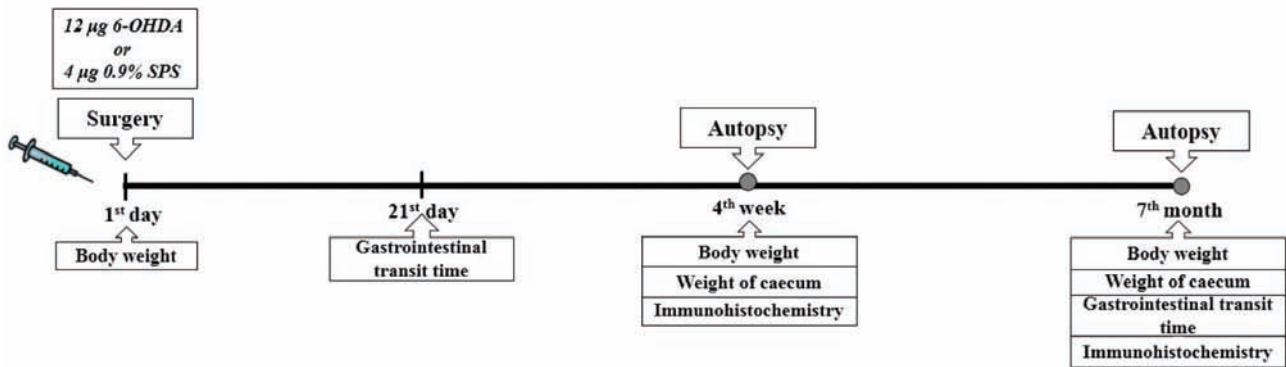 12 µg 6-OHDA
or
4 µg 0.9% SPS
Surgery
Autopsy
Autopsy
1st day
21st day
4th week
7th month
Body weight
Gastrointestinal
transit time
Body weight
Weight of caecum
Immunohistochemistry
Body weight
Weight of caecum
Gastrointestinal transit
time
Immunohistochemistry